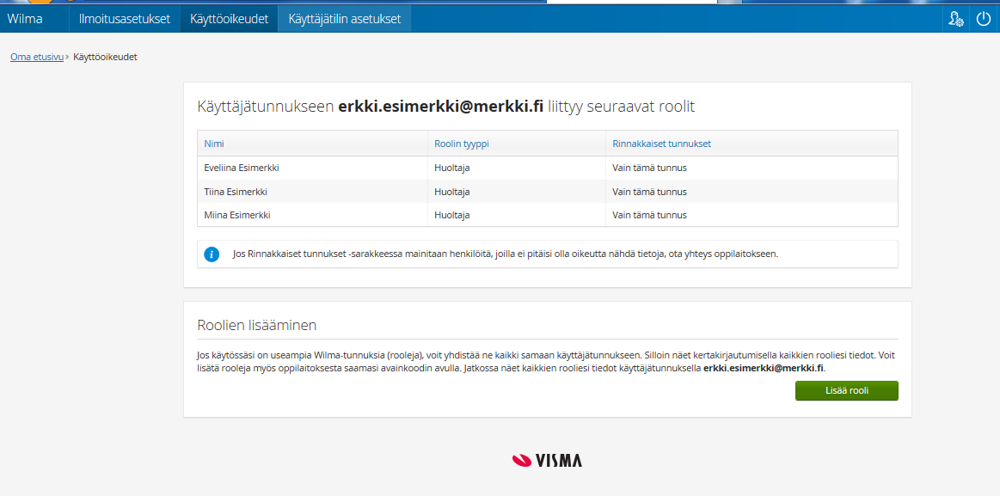 Wilma Ilmoitusasetukset Käyttöoikeudet Käyttäjätilin asetukset
Oma etusivu › Käyttöoikeudet
Käyttäjätunnukseen erkki.esimerkki@merkki.fi liittyy seuraavat roolit
Nimi Roolin tyyppi Rinnakkaiset tunnukset
Eveliina Esimerkki Huoltaja Vain tämä tunnus
Tiina Esimerkki Huoltaja Vain tämä tunnus
Miina Esimerkki Huoltaja Vain tämä tunnus
Jos Rinnakkaiset tunnukset -sarakkeessa mainitaan henkilöitä, joilla ei pitäisi olla oikeutta nähdä tietoja, ota yhteys oppilaitokseen.
Roolien lisääminen
Jos käytössäsi on useampia Wilma-tunnuksia (rooleja), voit yhdistää ne kaikki samaan käyttäjätunnukseen. Silloin näet kertakirjautumisella kaikkien rooliesi tiedot. Voit
lisätä rooleja myös oppilaitoksesta saamasi avainkoodin avulla. Jatkossa näet kaikkien rooliesi tiedot käyttäjätunnuksella erkki.esimerkki@merkki.fi.
Lisää rooli
VISMA